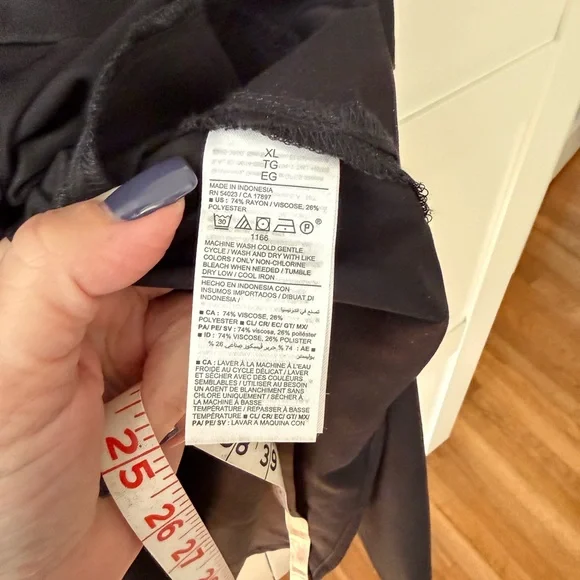 XL
TG
EG
MADE IN INDONESIA
RN 54023 / CA 17897
■ US : 74% RAYON / VISCOSE, 26%
POLYESTER
30 P ®
1166
MACHINE WASH COLD GENTLE
CYCLE / WASH AND DRY WITH LIKE
COLORS / ONLY NON-CHLORINE
BLEACH WHEN NEEDED / TUMBLE
DRY LOW / COOL IRON
HECHO EN INDONESIA CON
INSUMOS IMPORTADOS / DIBUAT DI
INDONESIA /
■ CA : 74% VISCOSE, 26%
POLYESTER ■ CL/ CR/ EC/ GT/ MX/
PA/ PE/ SV : 74% viscosa, 26% poliéster
■ ID : 74% VISCOSE, 26% POLISTER
■ CA : LAVER À LA MACHINE À L'EAU
FROIDE AU CYCLE DÉLICAT / LAVER
ET SÉCHER AVEC DES COULEURS
SEMBLABLES / UTILISER AU BESOIN
UN AGENT DE BLANCHIMENT SANS
CHLORE UNIQUEMENT / SÉCHER À
LA MACHINE À BASSE
TEMPÉRATURE / REPASSER À BASSE
TEMPÉRATURE ■ CL/ CR/ EC/ GT/ MX/
PA/ PE/ SV : LAVAR A MAQUINA CON
25
26
27
28
39